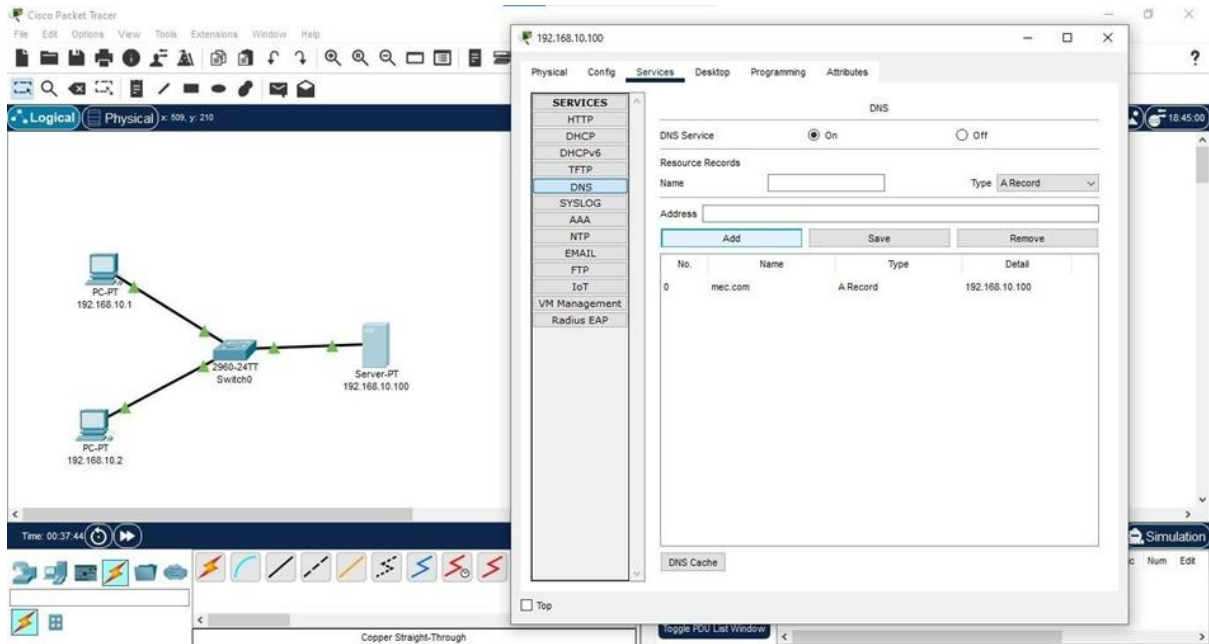 Cisco Packet Tracer
File Edit Options View Tools Extensions Window Help
?
Logical Physical x: 509, y: 210
18:45:00
PC-PT
192.168.10.1
2960-24TT
Switch0
Server-PT
192.168.10.100
PC-PT
192.168.10.2
Time: 00:37:44
Simulation
Copper Straight-Through
Toggle PDU List Window
Num Edit
192.168.10.100
Physical Config Services Desktop Programming Attributes
SERVICES
HTTP
DHCP
DHCPv6
TFTP
DNS
SYSLOG
AAA
NTP
EMAIL
FTP
IoT
VM Management
Radius EAP
DNS
DNS Service On Off
Resource Records
Name Type A Record
Address
Add Save Remove
No. Name Type Detail
0 mec.com A Record 192.168.10.100
DNS Cache
Top